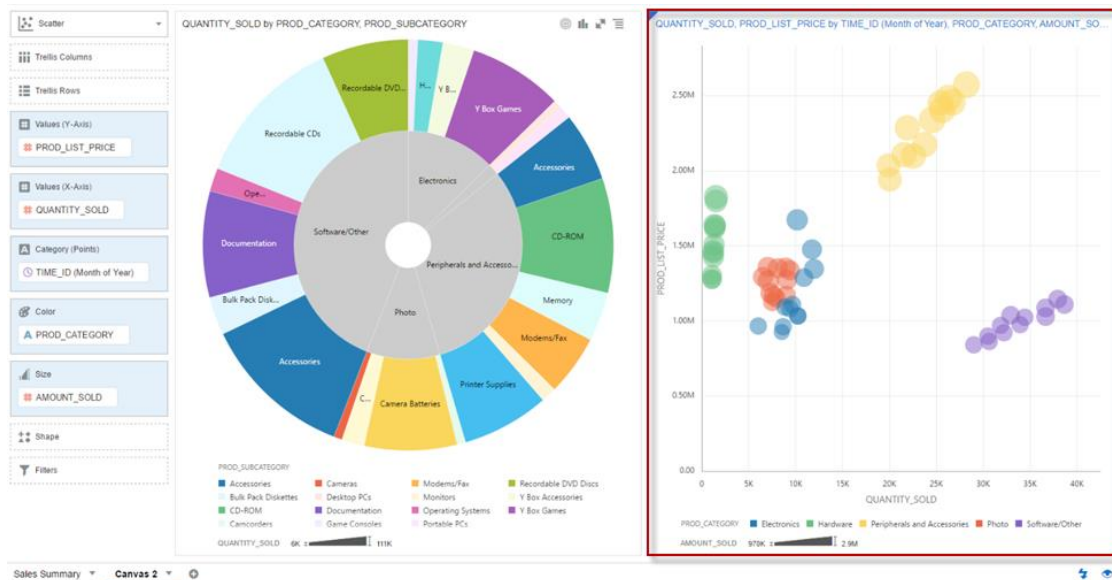 Scatter
Trellis Columns
Trellis Rows
Values (Y-Axis)
PROD_LIST_PRICE
Values (X-Axis)
QUANTITY_SOLD
Category (Points)
TIME_ID (Month of Year)
Color
A PROD_CATEGORY
Size
AMOUNT_SOLD
Shape
Filters
QUANTITY_SOLD by PROD_CATEGORY, PROD_SUBCATEGORY
Recordable DVD...
H...
Y B...
Y Box Games
Recordable CDs
Electronics
Accessories
Ope...
Software/Other
CD-ROM
Documentation
Peripherals and Accesso...
Bulk Pack Disk...
Memory
Photo
Accessories
Modems/Fax
C...
Camera Batteries
Printer Supplies
PROD_SUBCATEGORY
Accessories Cameras Modems/Fax Recordable DVD Discs
Bulk Pack Diskettes Desktop PCs Monitors Y Box Accessories
CD-ROM Documentation Operating Systems Y Box Games
Camcorders Game Consoles Portable PCs
QUANTITY_SOLD 6K 111K
QUANTITY_SOLD, PROD_LIST_PRICE by TIME_ID (Month of Year), PROD_CATEGORY, AMOUNT_SO...
2.50M
2.00M
1.50M
1.00M
0.50M
0.00
PROD_LIST_PRICE
0 5K 10K 15K 20K 25K 30K 35K 40K
QUANTITY_SOLD
PROD_CATEGORY Electronics Hardware Peripherals and Accessories Photo Software/Other
AMOUNT_SOLD 970K 2.9M
Sales Summary Canvas 2